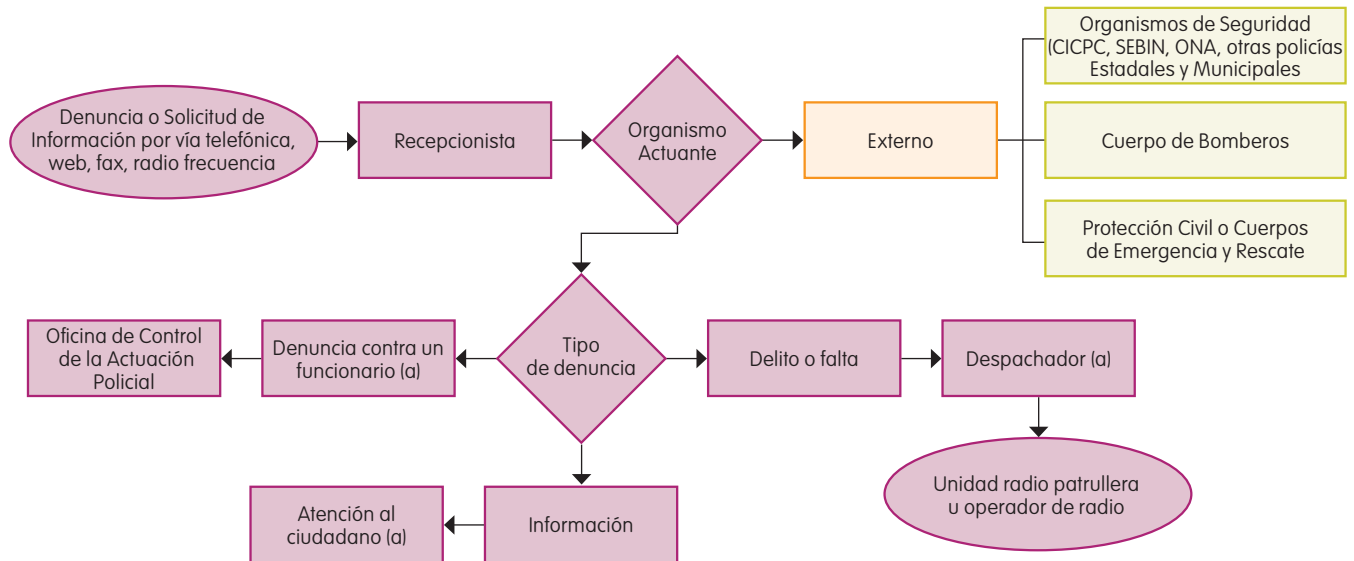 Organismos de Seguridad
(CICPC, SEBIN, ONA, otras policías
Estadales y Municipales
Denuncia o Solicitud de
Información por vía telefónica,
web, fax, radio frecuencia
Recepcionista
Organismo
Actuante
Externo
Cuerpo de Bomberos
Protección Civil o Cuerpos
de Emergencia y Rescate
Oficina de Control
de la Actuación
Policial
Denuncia contra un
funcionario (a)
Tipo
de denuncia
Delito o falta
Despachador (a)
Unidad radio patrullera
u operador de radio
Atención al
ciudadano (a)
Información